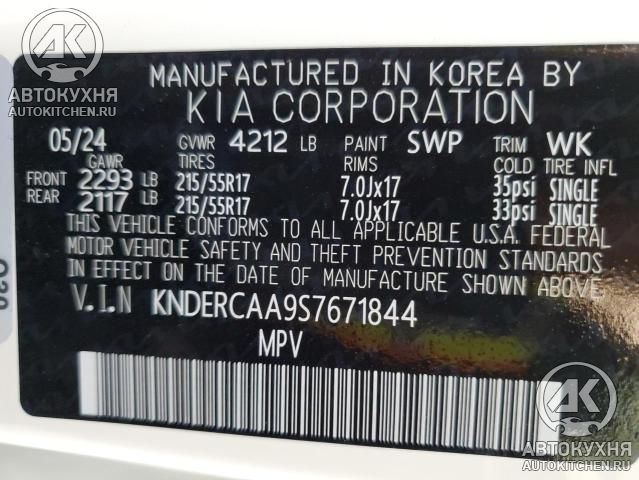 АК
АВТОКУХНЯ
AUTOKITCHEN.RU
MANUFACTURED IN KOREA BY
KIA CORPORATION
05/24 GVWR 4212 LB PAINT SWP TRIM WK
GAWR TIRES RIMS COLD TIRE INFL
FRONT 2293 LB 215/55R17 7.0Jx17 35psi SINGLE
REAR 2117 LB 215/55R17 7.0Jx17 33psi SINGLE
THIS VEHICLE CONFORMS TO ALL APPLICABLE U.S.A. FEDERAL
MOTOR VEHICLE SAFETY AND THEFT PREVENTION STANDARDS
IN EFFECT ON THE DATE OF MANUFACTURE SHOWN ABOVE.
V.I.N KNDERCAA9S7671844
MPV
АК
АВТОКУХНЯ
AUTOKITCHEN.RU